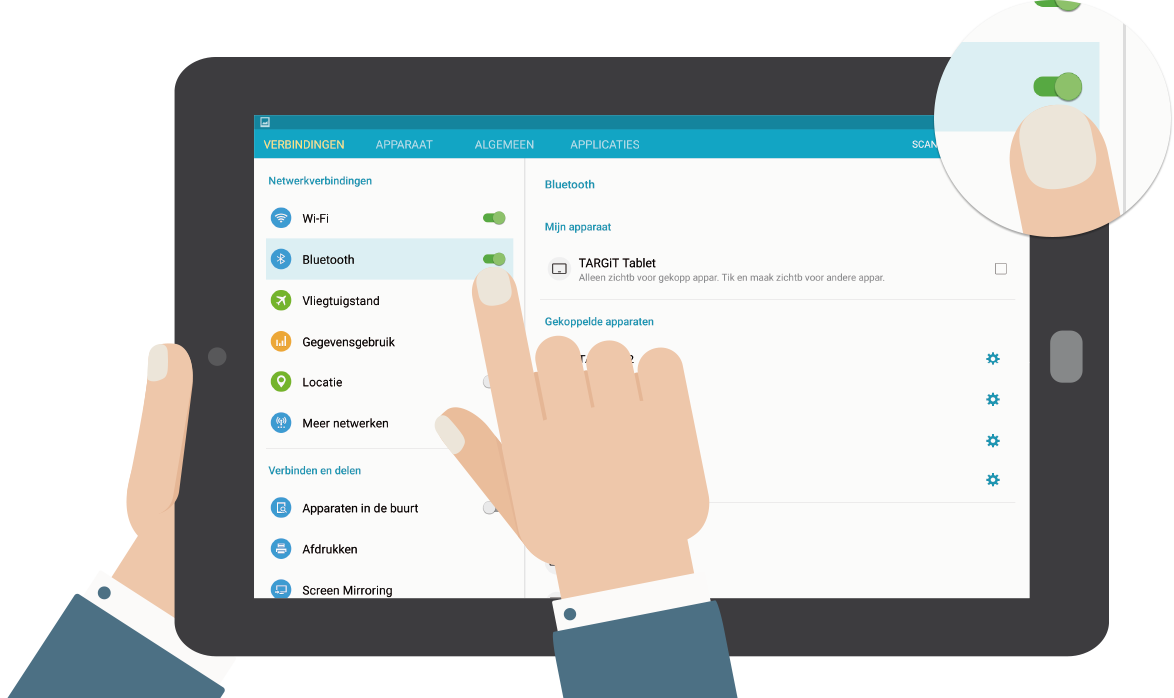 VERBINDINGEN APPARAAT ALGEMEEN APPLICATIES
Netwerkverbindingen
Wi-Fi
Bluetooth
Vliegtuigstand
Gegevensgebruik
Locatie
Meer netwerken
Verbinden en delen
Apparaten in de buurt
Afdrukken
Screen Mirroring
SCAN
Bluetooth
Mijn apparaat
TARGiT Tablet
Alleen zichtb voor gekopp appar. Tik en maak zichtb voor andere appar.
Gekoppelde apparaten